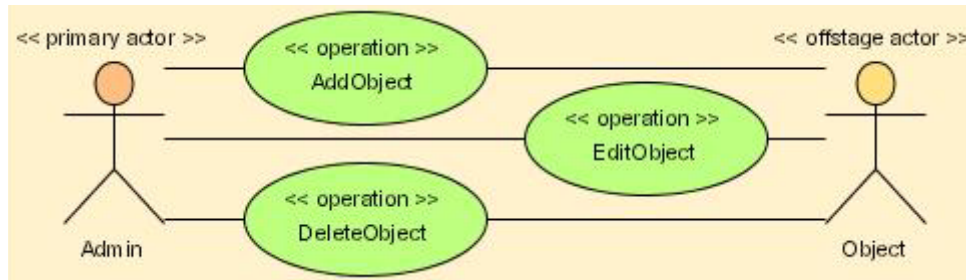 << primary actor >>
<< operation >>
AddObject
<< offstage actor >>
<< operation >>
EditObject
<< operation >>
DeleteObject
Admin
Object